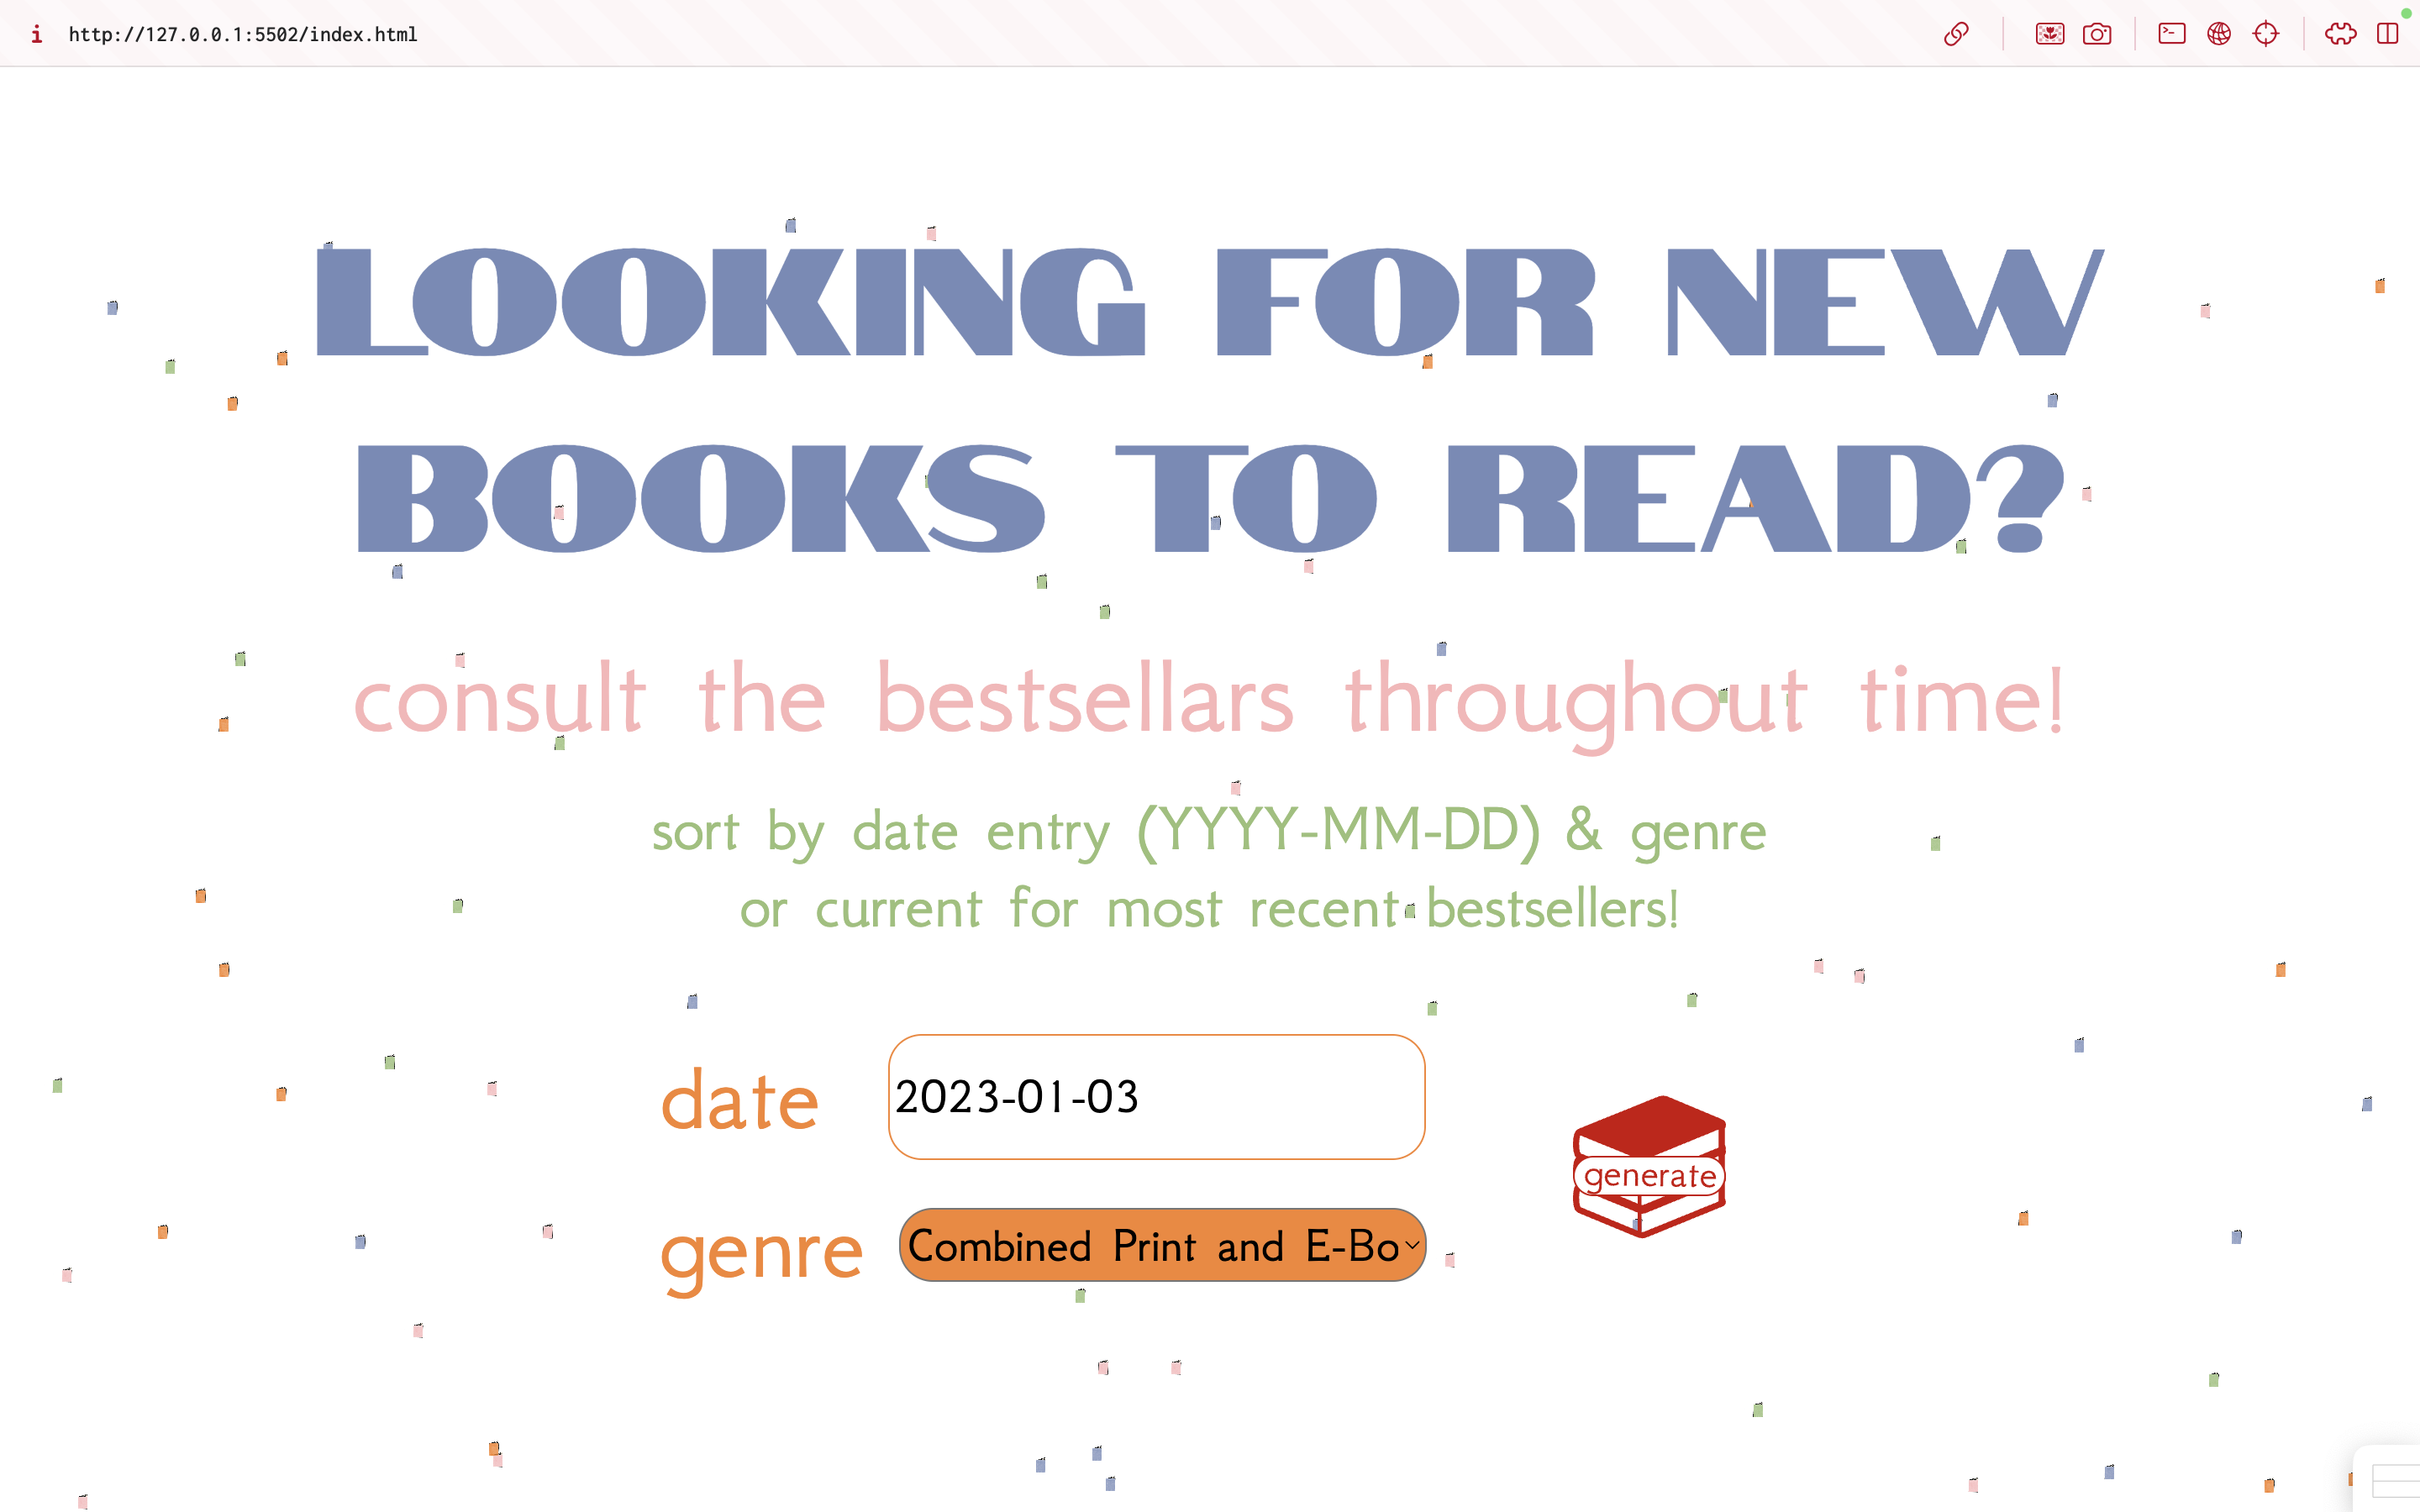 i http://127.0.0.1:5502/index.html
LOOKING FOR NEW
BOOKS TO READ?
consult the bestsellars throughout time!
sort by date entry (YYYY-MM-DD) & genre
or current for most recent bestsellers!
date 2023-01-03
generate
genre Combined Print and E-Bo